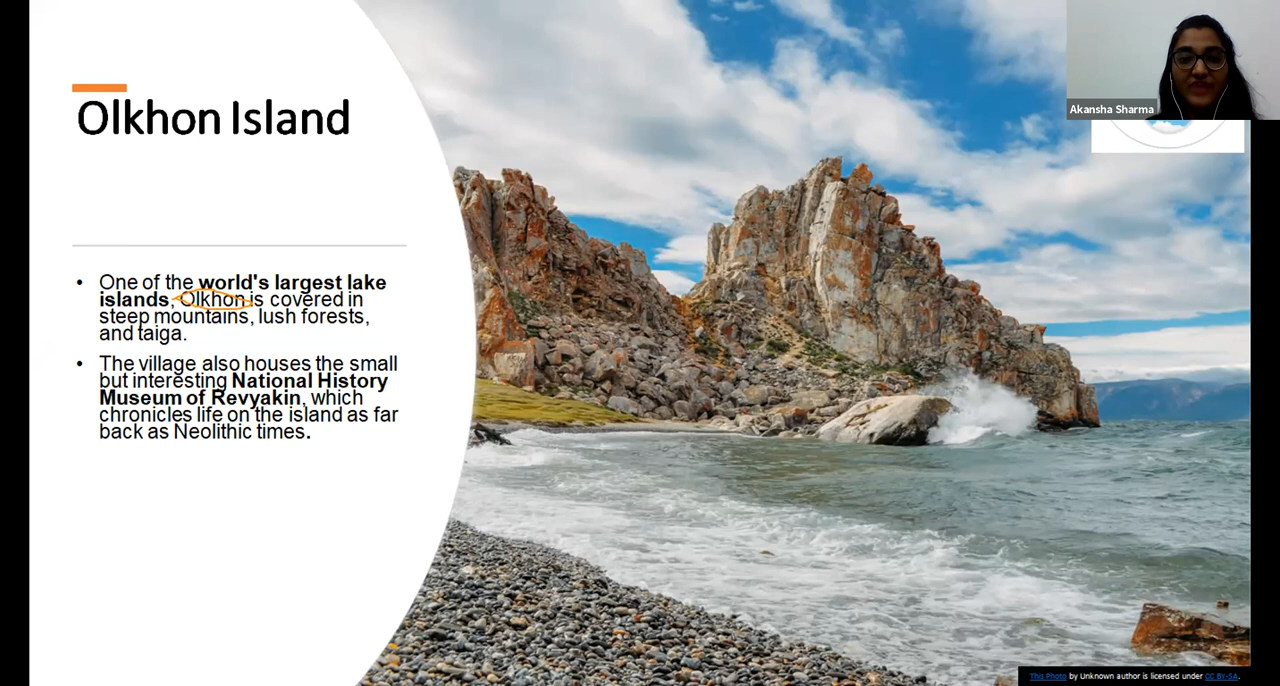 Akansha Sharma
Olkhon Island
• One of the world's largest lake
islands, Olkhon is covered in
steep mountains, lush forests,
and taiga.
• The village also houses the small
but interesting National History
Museum of Revyakin, which
chronicles life on the island as far
back as Neolithic times.
This Photo by Unknown author is licensed under CC BY-SA.